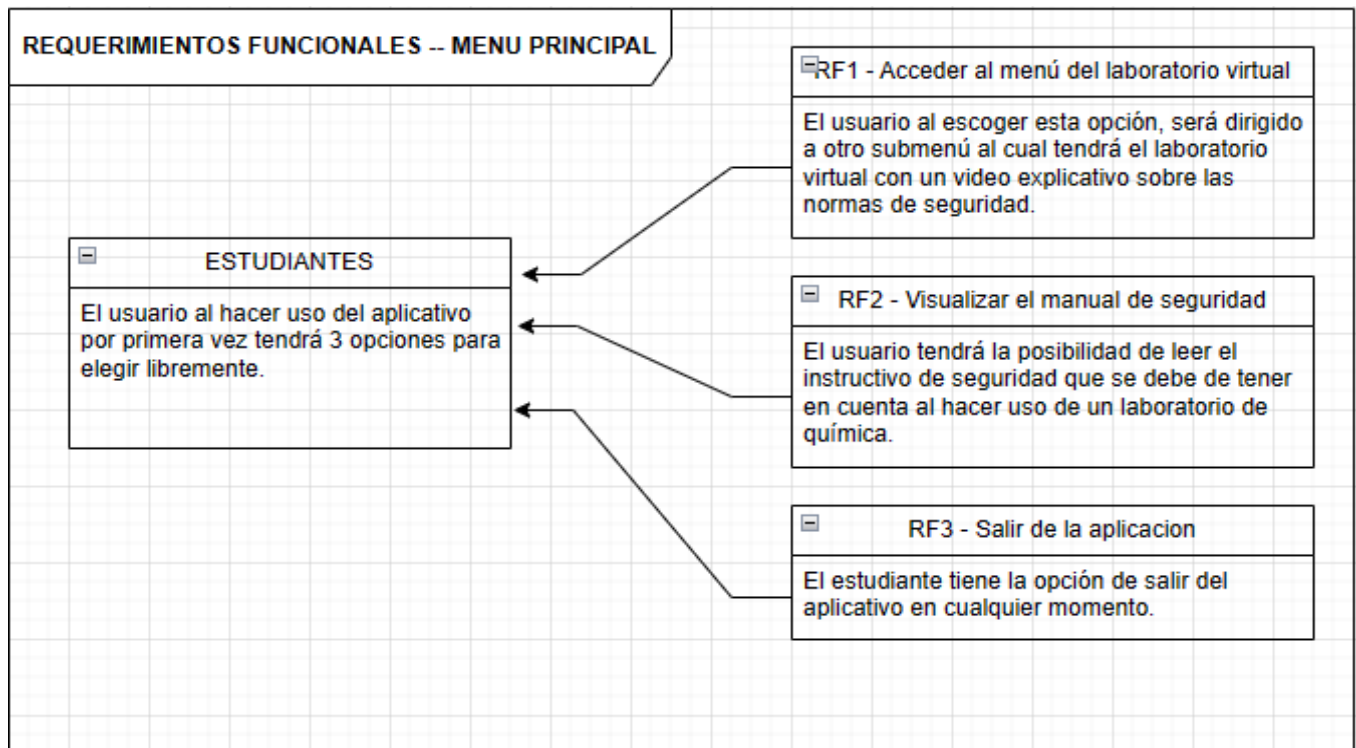 REQUERIMIENTOS FUNCIONALES -- MENU PRINCIPAL
RF1 - Acceder al menú del laboratorio virtual
El usuario al escoger esta opción, será dirigido
a otro submenú al cual tendrá el laboratorio
virtual con un video explicativo sobre las
normas de seguridad.
ESTUDIANTES
El usuario al hacer uso del aplicativo
por primera vez tendrá 3 opciones para
elegir libremente.
RF2 - Visualizar el manual de seguridad
El usuario tendrá la posibilidad de leer el
instructivo de seguridad que se debe de tener
en cuenta al hacer uso de un laboratorio de
química.
RF3 - Salir de la aplicacion
El estudiante tiene la opción de salir del
aplicativo en cualquier momento.